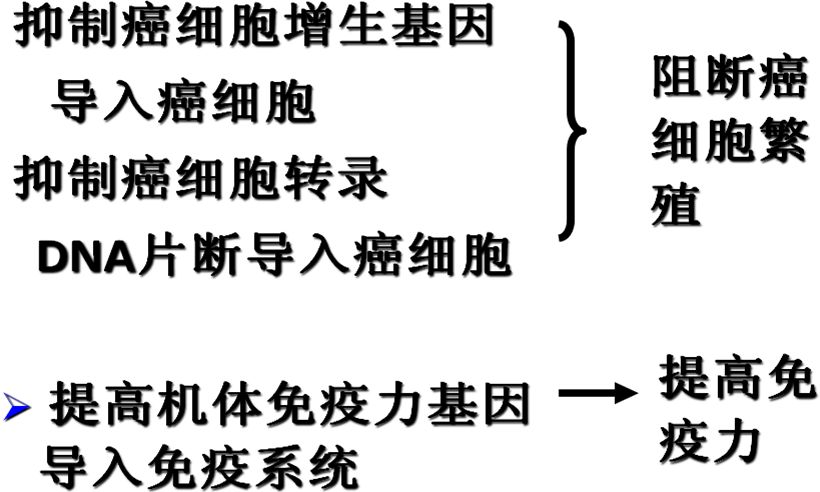 抑制癌细胞增生基因
导入癌细胞
抑制癌细胞转录
DNA片断导入癌细胞
阻断癌
细胞繁
殖
提高机体免疫力基因
导入免疫系统
提高免
疫力